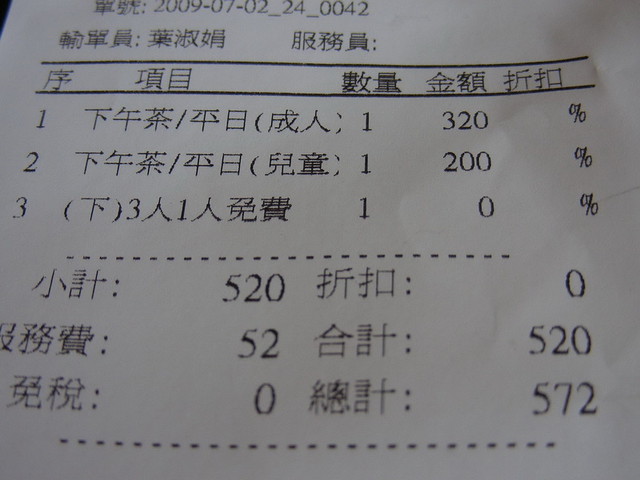 單號: 2009-07-02_24_0042
輸單員: 葉淑娟 服務員:
序 項目 數量 金額 折扣
1 下午茶/平日(成人) 1 320 %
2 下午茶/平日(兒童) 1 200 %
3 (下)3人1人免費 1 0 %
小計: 520 折扣: 0
服務費: 52 合計: 520
免稅: 0 總計: 572